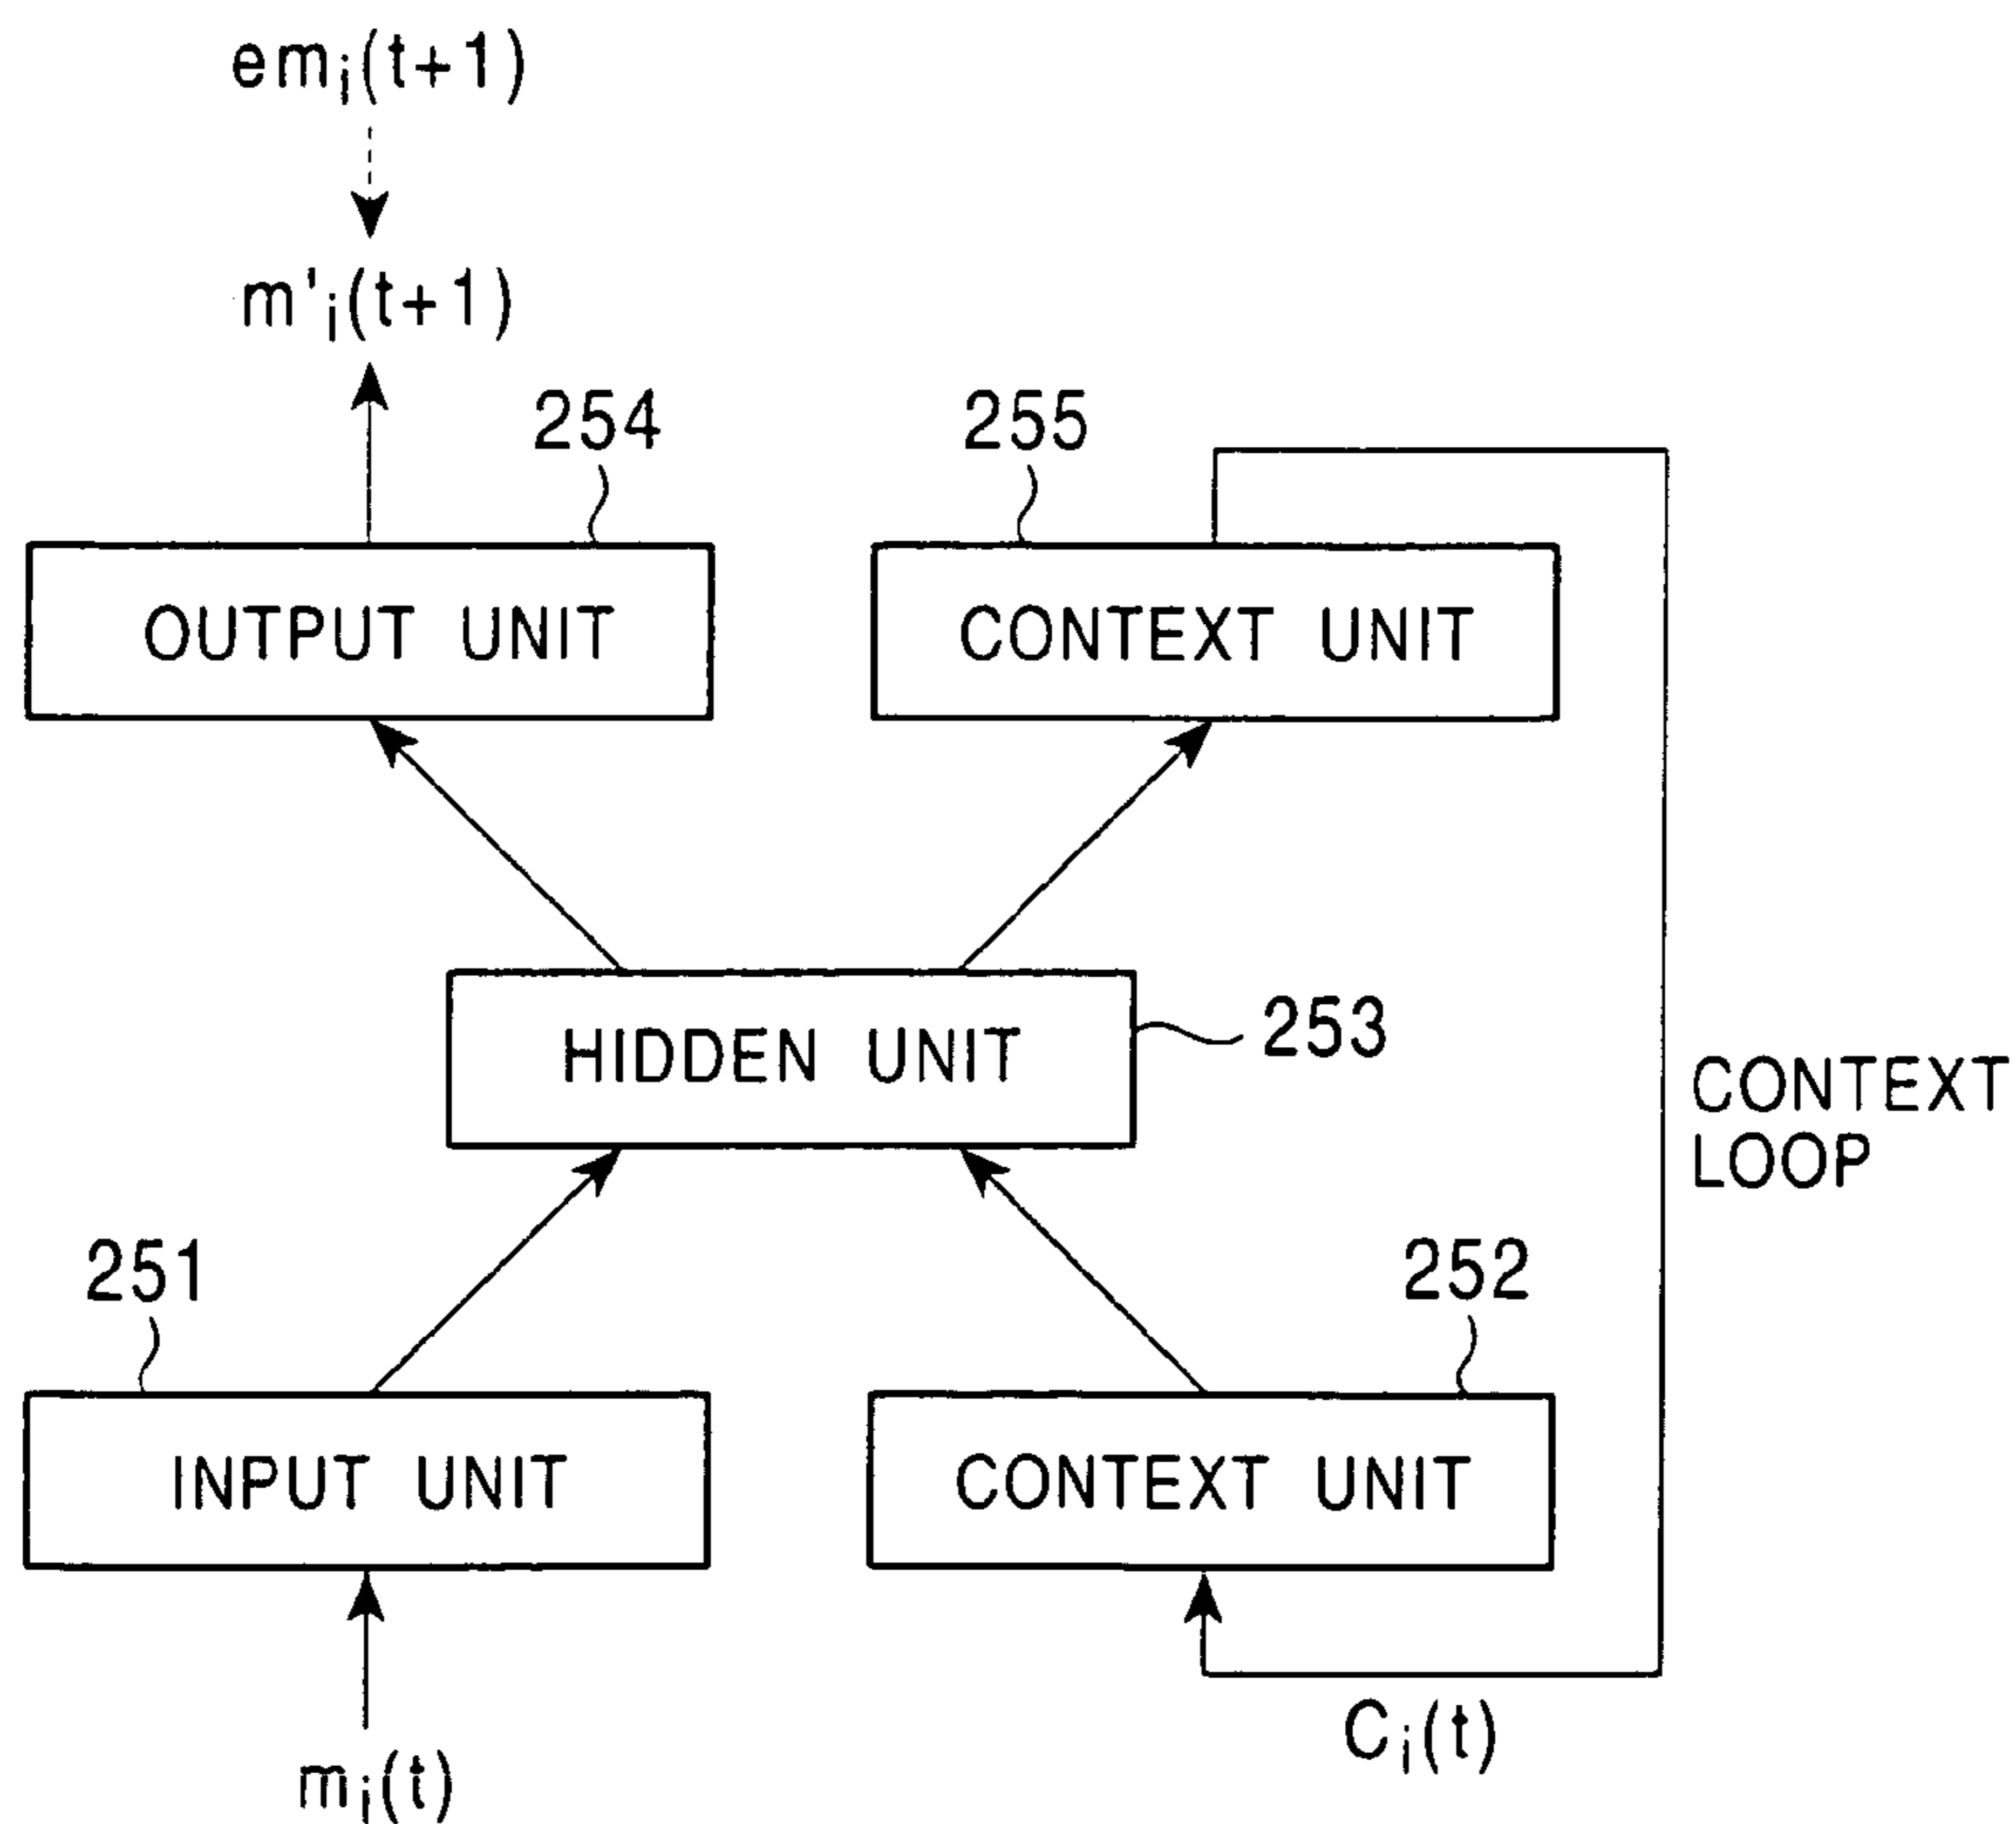 emi(t+1)
m'i(t+1)
254
255
OUTPUT UNIT
CONTEXT UNIT
HIDDEN UNIT
253
CONTEXT
LOOP
251
252
INPUT UNIT
CONTEXT UNIT
mi(t)
Ci(t)